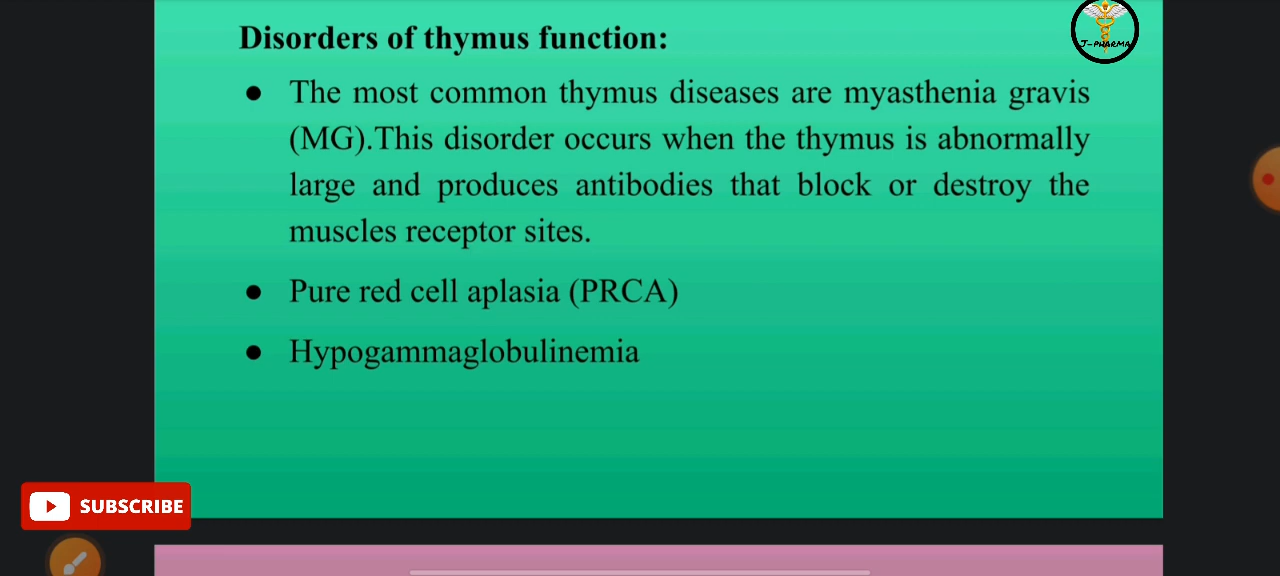 Disorders of thymus function:
J-PHARMA
● The most common thymus diseases are myasthenia gravis
(MG).This disorder occurs when the thymus is abnormally
large and produces antibodies that block or destroy the
muscles receptor sites.
● Pure red cell aplasia (PRCA)
● Hypogammaglobulinemia
SUBSCRIBE